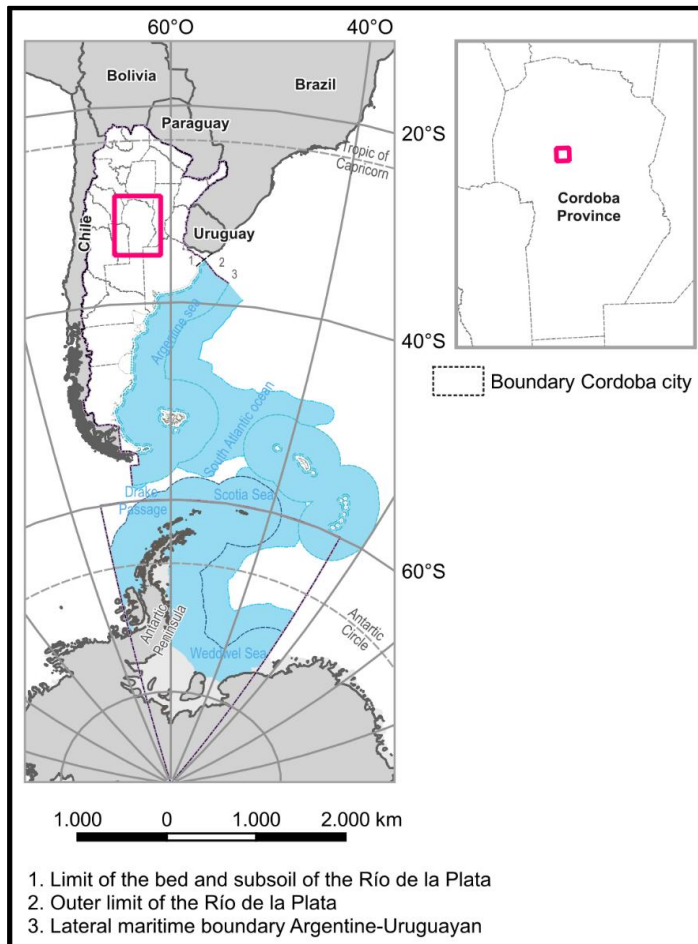 60°O
40°O
Bolivia
Brazil
Paraguay
20°S
Tropic of
Capricorn
Chile
Uruguay
1
2
3
Argentine sea
40°S
South Atlantic ocean
Drake
Passage
Scotia Sea
60°S
Antartic
Peninsula
Antartic
Circle
Weddwel Sea
Cordoba
Province
Boundary Cordoba city
1.000 0 1.000 2.000 km
1. Limit of the bed and subsoil of the Río de la Plata
2. Outer limit of the Río de la Plata
3. Lateral maritime boundary Argentine-Uruguayan